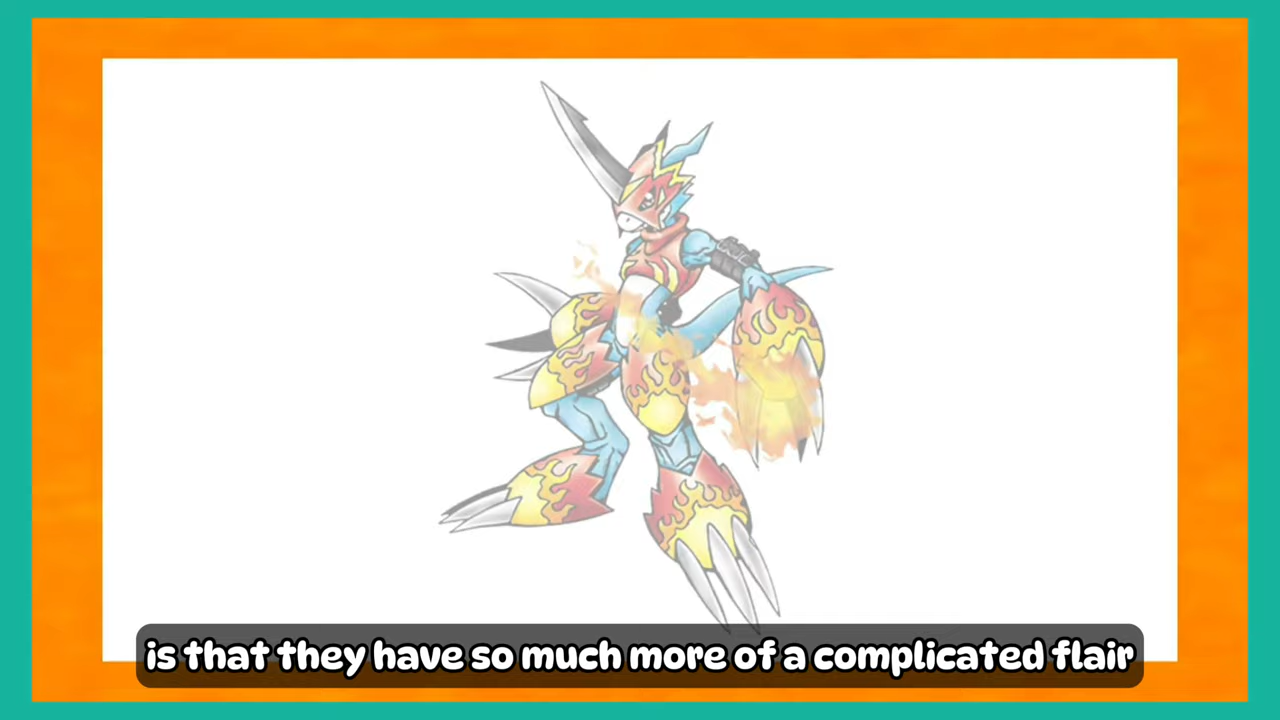 is that they have so much more of a complicated flair